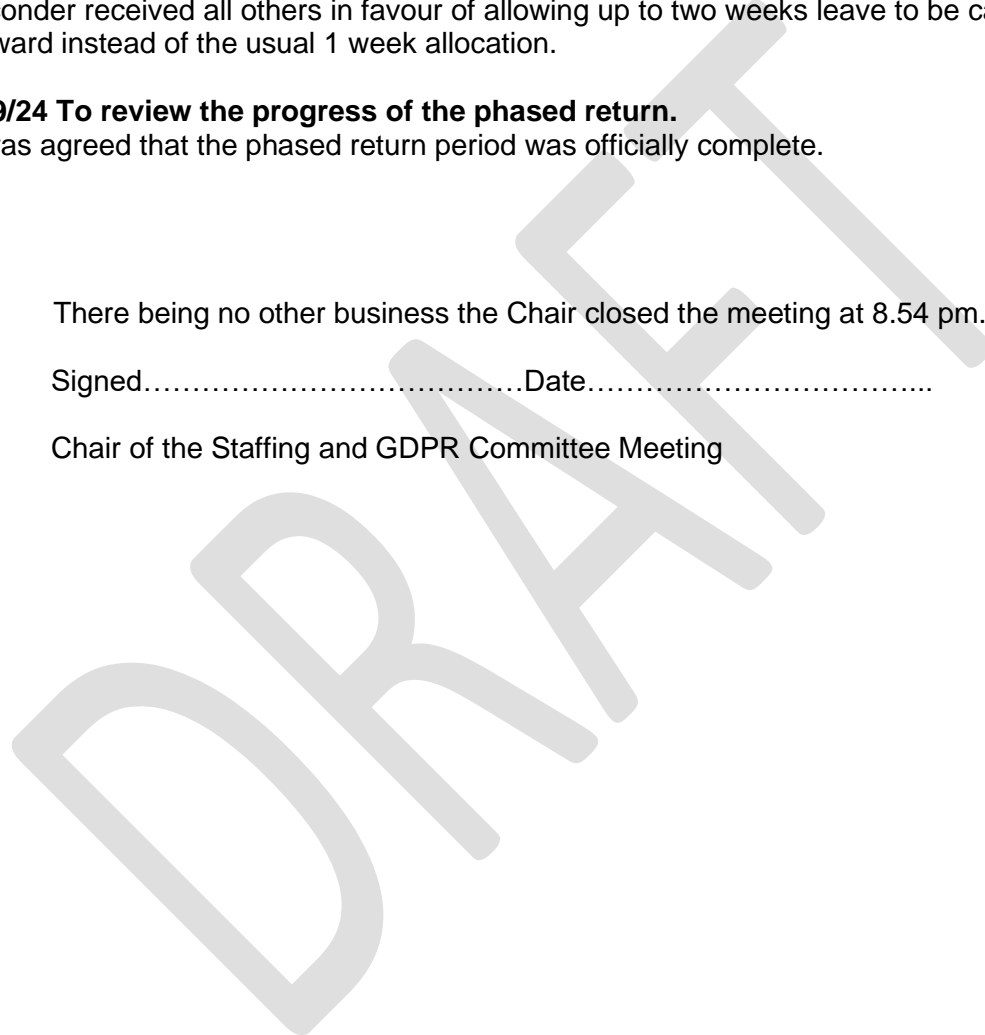 conder received all others in favour of allowing up to two weeks leave to be ca
ward instead of the usual 1 week allocation.
9/24 To review the progress of the phased return.
as agreed that the phased return period was officially complete.
There being no other business the Chair closed the meeting at 8.54 pm.
Signed…………………………………Date……………………………...
Chair of the Staffing and GDPR Committee Meeting
DRAFT